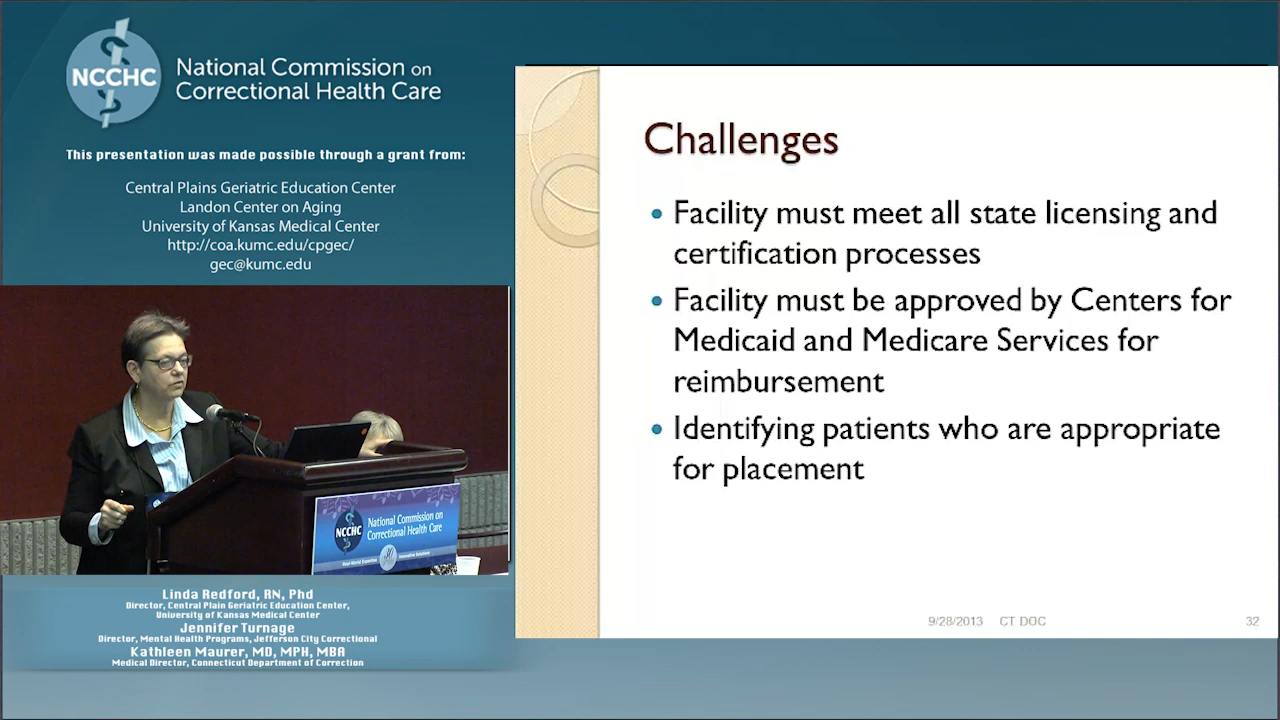 NCCHC
National Commission on
Correctional Health Care
This presentation was made possible through a grant from:
Central Plains Geriatric Education Center
Landon Center on Aging
University of Kansas Medical Center
http://coa.kumc.edu/cpgec/
gec@kumc.edu
NCCHC
National Commission on
Correctional Health Care
Real-World Expertise
Innovative Solutions
Linda Redford, RN, Phd
Director, Central Plain Geriatric Education Center,
University of Kansas Medical Center
Jennifer Turnage
Director, Mental Health Programs, Jefferson City Correctional
Kathleen Maurer, MD, MPH, MBA
Medical Director, Connecticut Department of Correction
Challenges
• Facility must meet all state licensing and
certification processes
• Facility must be approved by Centers for
Medicaid and Medicare Services for
reimbursement
• Identifying patients who are appropriate
for placement
9/28/2013 CT DOC 32